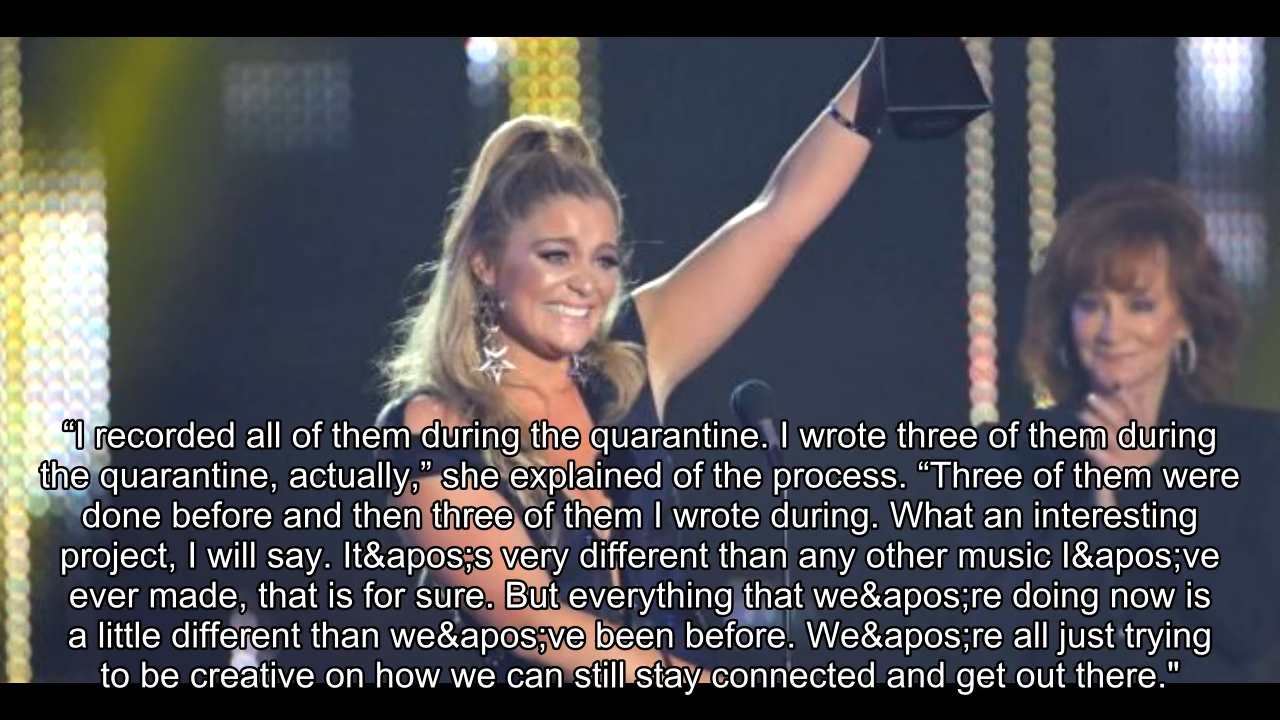 “I recorded all of them during the quarantine. I wrote three of them during
the quarantine, actually,” she explained of the process. “Three of them were
done before and then three of them I wrote during. What an interesting
project, I will say. It&apos;s very different than any other music I&apos;ve
ever made, that is for sure. But everything that we&apos;re doing now is
a little different than we&apos;ve been before. We&apos;re all just trying
to be creative on how we can still stay connected and get out there."